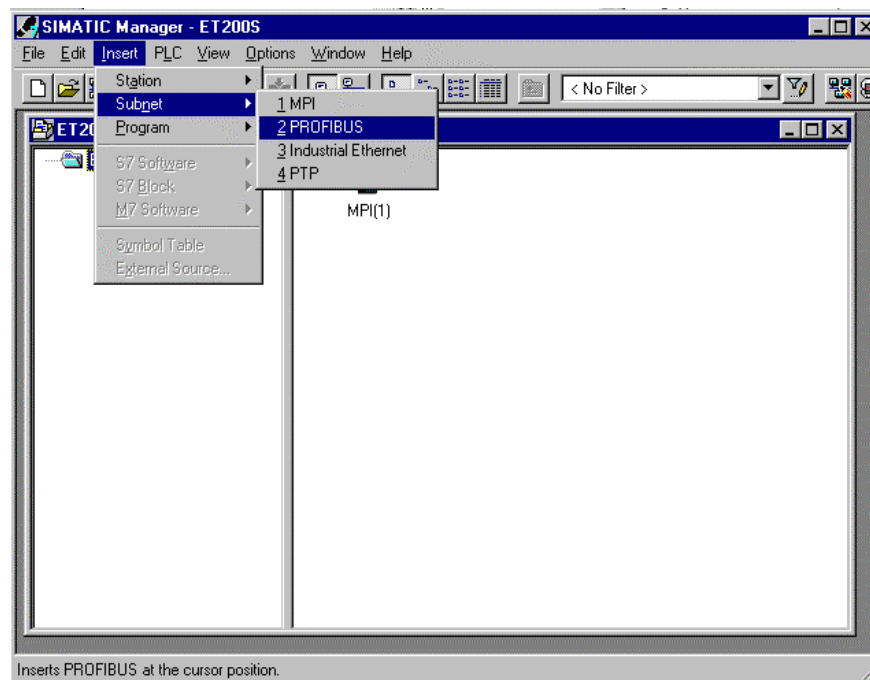 SIMATIC Manager - ET200S
File Edit Insert PLC View Options Window Help
< No Filter >
Station
Subnet
Program
S7 Software
S7 Block
M7 Software
Symbol Table
External Source...
1 MPI
2 PROFIBUS
3 Industrial Ethernet
4 PTP
MPI(1)
Inserts PROFIBUS at the cursor position.